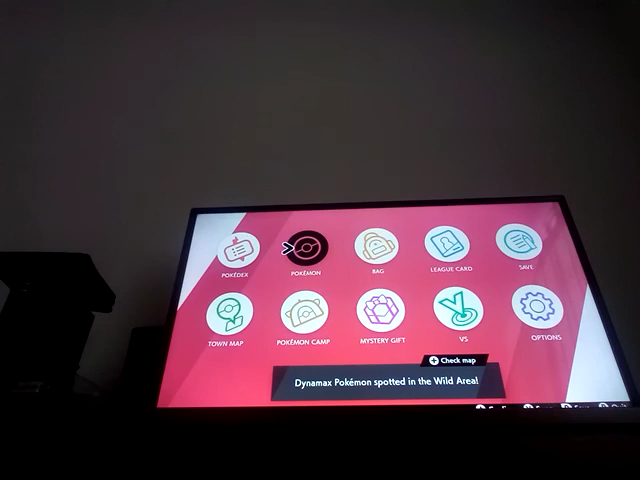 POKÉDEX
POKÉMON
BAG
LEAGUE CARD
SAVE
TOWN MAP
POKÉMON CAMP
MYSTERY GIFT
VS
OPTIONS
Check map
Dynamax Pokémon spotted in the Wild Area!